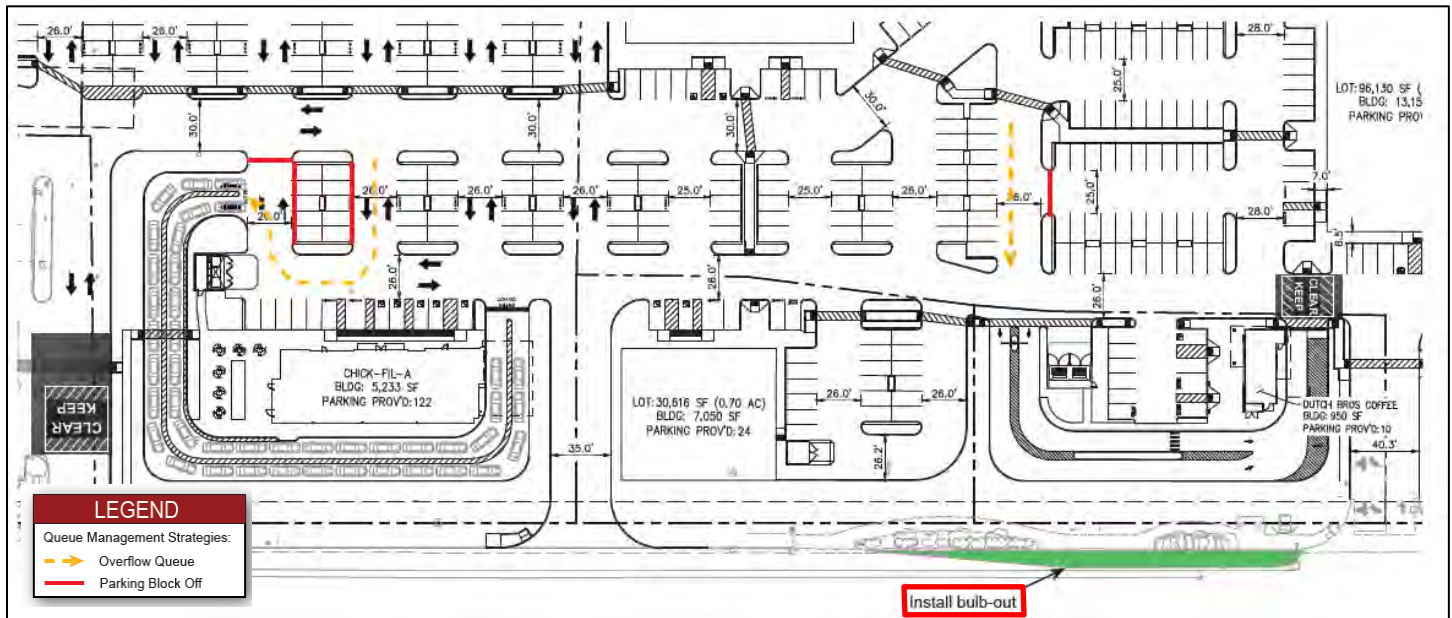 26.0'
26.0'
28.0'
25.0'
LOT: 96,130 SF (
BLDG: 13,15
PARKING PROV
30.0'
30.0'
30.0'
30.0'
7.0'
26.0'
26.0'
26.0'
26.0'
25.0'
25.0'
26.0'
25.0'
28.0'
6.5'
26.0'
26.0'
26.0'
CLEAR
KEEP
CHICK-FIL-A
BLDG: 5,233 SF
PARKING PROV'D: 122
LOT: 30,616 SF (0.70 AC)
BLDG: 7,050 SF
PARKING PROV'D: 24
26.0'
26.0'
DUTCH BROS COFFEE
BLDG: 950 SF
PARKING PROV'D: 10
CLEAR
KEEP
35.0'
26.2'
40.3'
LEGEND
Queue Management Strategies:
Overflow Queue
Parking Block Off
Install bulb-out